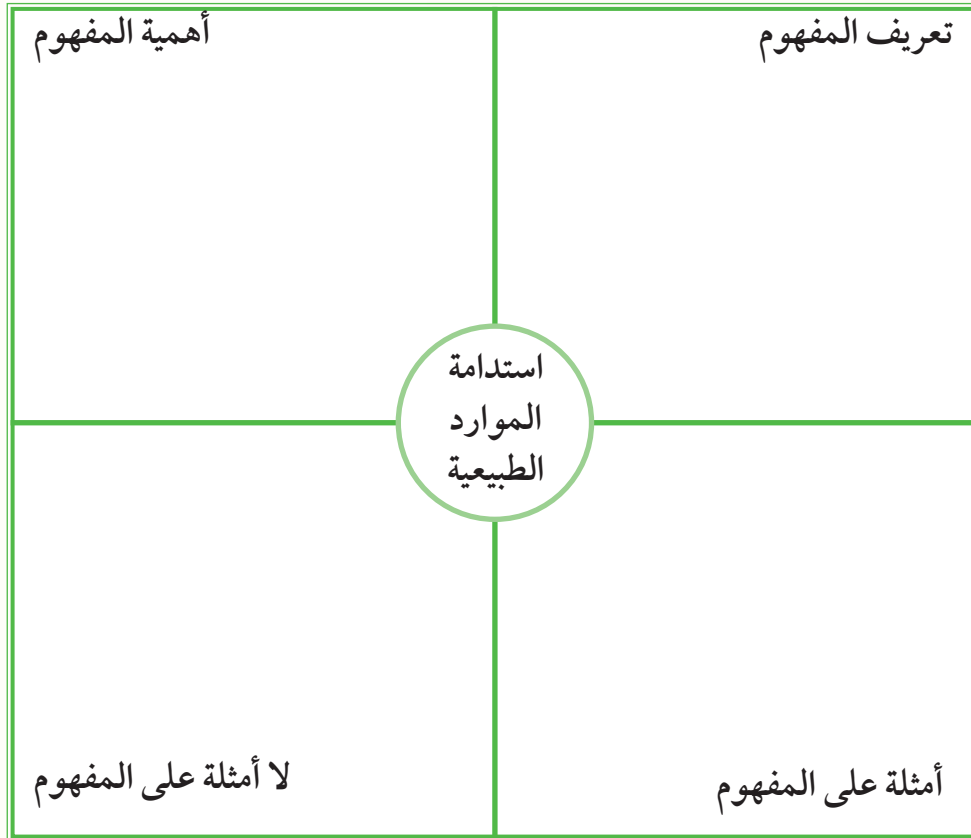 تعريف المفهوم
أهمية المفهوم
استدامة
الموارد
الطبيعية
أمثلة على المفهوم
لا أمثلة على المفهوم